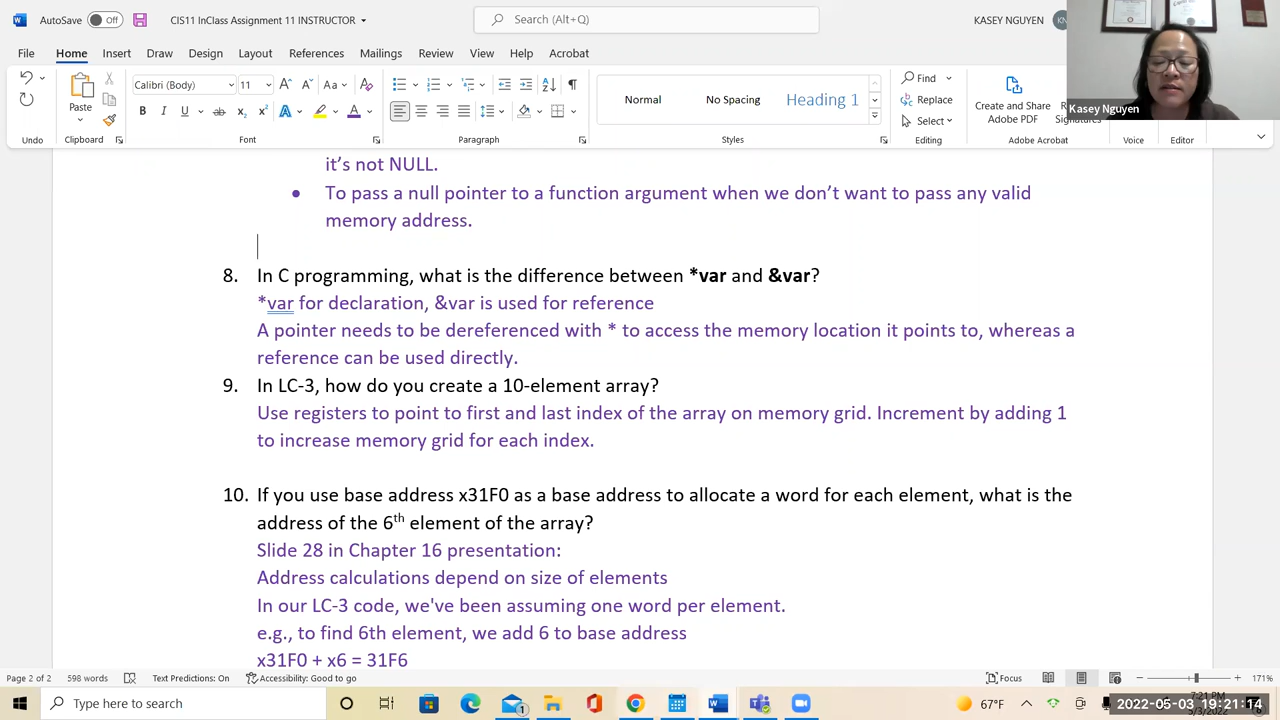 AutoSave Off
CIS11 InClass Assignment 11 INSTRUCTOR
Search (Alt+Q)
KASEY NGUYEN
KN
File Home Insert Draw Design Layout References Mailings Review View Help Acrobat
Calibri (Body) 11
Paste
Normal No Spacing Heading 1
Find
Replace
Select
Create and Share
Adobe PDF
Signatures
Kasey Nguyen
Undo Clipboard Font Paragraph Styles Editing Adobe Acrobat Voice Editor
it’s not NULL.
• To pass a null pointer to a function argument when we don’t want to pass any valid
memory address.
8. In C programming, what is the difference between *var and &var?
*var for declaration, &var is used for reference
A pointer needs to be dereferenced with * to access the memory location it points to, whereas a
reference can be used directly.
9. In LC-3, how do you create a 10-element array?
Use registers to point to first and last index of the array on memory grid. Increment by adding 1
to increase memory grid for each index.
10. If you use base address x31F0 as a base address to allocate a word for each element, what is the
address of the 6th element of the array?
Slide 28 in Chapter 16 presentation:
Address calculations depend on size of elements
In our LC-3 code, we've been assuming one word per element.
e.g., to find 6th element, we add 6 to base address
x31F0 + x6 = 31F6
Page 2 of 2 598 words Text Predictions: On Accessibility: Good to go Focus 171%
Type here to search
67°F
7:21 PM
5/3/2022
2022-05-03 19:21:14